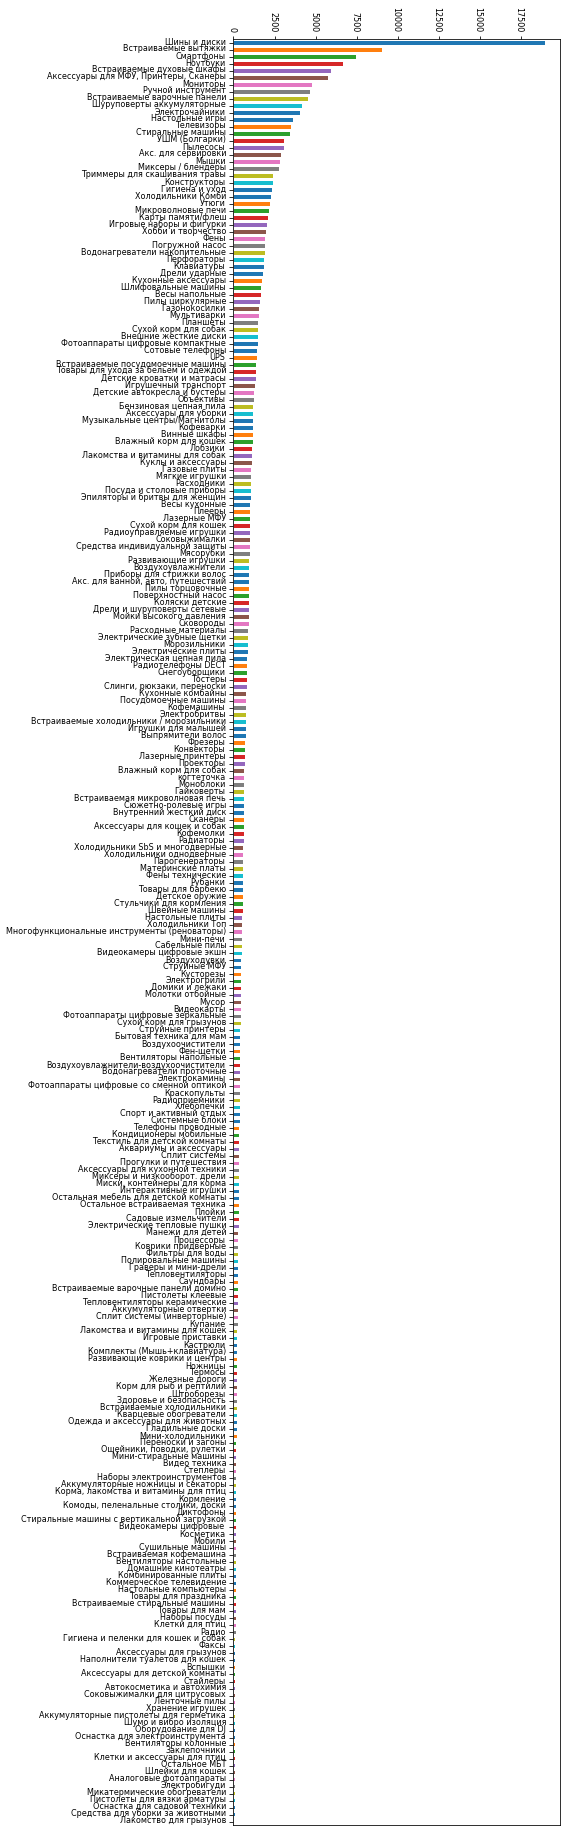 0
2500
5000
7500
10000
12500
15000
17500
Шины и диски
Встраиваемые вытяжки
Смартфоны
Ноутбуки
Встраиваемые духовые шкафы
Аксессуары для МФУ, Принтеры, Сканеры
Мониторы
Ручной инструмент
Встраиваемые варочные панели
Шуруповерты аккумуляторные
Электрочайники
Настольные игры
Телевизоры
Стиральные машины
УШМ (Болгарки)
Пылесосы
Акс. для сервировки
Мышки
Миксеры / блендеры
Триммеры для скашивания травы
Конструкторы
Гигиена и уход
Холодильники Комби
Утюги
Микроволновые печи
Карты памяти/флеш
Игровые наборы и фигурки
Хобби и творчество
Фены
Погружной насос
Водонагреватели накопительные
Перфораторы
Клавиатуры
Дрели ударные
Кухонные аксессуары
Шлифовальные машины
Весы напольные
Пилы циркулярные
Газонокосилки
Мультиварки
Планшеты
Сухой корм для собак
Внешние жесткие диски
Фотоаппараты цифровые компактные
Сотовые телефоны
GPS
Встраиваемые посудомоечные машины
Товары для ухода за бельем и одеждой
Детские кроватки и матрасы
Игрушечный транспорт
Детские автокресла и бустеры
Объективы
Бензиновая цепная пила
Аксессуары для уборки
Музыкальные центры/Магнитолы
Кофеварки
Винные шкафы
Влажный корм для кошек
Лобзики
Лакомства и витамины для собак
Куклы и аксессуары
Газовые плиты
Мягкие игрушки
Расходники
Посуда и столовые приборы
Эпиляторы и бритвы для женщин
Весы кухонные
Плееры
Лазерные МФУ
Сухой корм для кошек
Радиоуправляемые игрушки
Соковыжималки
Средства индивидуальной защиты
Мясорубки
Развивающие игрушки
Воздухоувлажнители
Приборы для стрижки волос
Акс. для ванной, авто, путешествий
Пилы торцовочные
Поверхностный насос
Коляски детские
Дрели и шуруповерты сетевые
Мойки высокого давления
Сковороды
Расходные материалы
Электрические зубные щетки
Морозильники
Электрические плиты
Электрическая цепная пила
Радиотелефоны DECT
Снегоуборщики
Тостеры
Слинги, рюкзаки, переноски
Кухонные комбайны
Посудомоечные машины
Кофемашины
Электробритвы
Встраиваемые холодильники / морозильники
Игрушки для малышей
Выпрямители волос
Фрезеры
Конвекторы
Лазерные принтеры
Проекторы
Влажный корм для собак
когтеточка
Моноблоки
Гайковерты
Встраиваемая микроволновая печь
Сюжетно-ролевые игры
Внутренний жесткий диск
Сканеры
Аксессуары для кошек и собак
Кофемолки
Радиаторы
Холодильники SbS и многодверные
Холодильники однодверные
Парогенераторы
Материнские платы
Фены технические
Рубанки
Товары для барбекю
Детское оружие
Стульчики для кормления
Швейные машины
Настольные плиты
Холодильники Топ
Многофункциональные инструменты (реноваторы)
Мини-печи
Сабельные пилы
Видеокамеры цифровые экшн
Воздуходувки
Струйные МФУ
Кусторезы
Электрогрили
Домики и лежаки
Молотки отбойные
Мусор
Видеокарты
Фотоаппараты цифровые зеркальные
Сухой корм для грызунов
Струйные принтеры
Бытовая техника для мам
Воздухоочистители
Фен-щетки
Вентиляторы напольные
Воздухоувлажнители-воздухоочистители
Водонагреватели проточные
Электрокамины
Фотоаппараты цифровые со сменной оптикой
Краскопульты
Радиоприемники
Хлебопечки
Спорт и активный отдых
Системные блоки
Телефоны проводные
Кондиционеры мобильные
Текстиль для детской комнаты
Аквариумы и аксессуары
Сплит системы
Прогулки и путешествия
Аксессуары для кухонной техники
Миксеры и низкооборот. дрели
Миски, контейнеры для корма
Интерактивные игрушки
Остальная мебель для детской комнаты
Остальное встраиваемая техника
Плойки
Садовые измельчители
Электрические тепловые пушки
Манежи для детей
Процессоры
Коврики придверные
Фильтры для воды
Полировальные машины
Граверы и мини-дрели
Тепловентиляторы
Саундбары
Встраиваемые варочные панели домино
Пистолеты клеевые
Тепловентиляторы керамические
Аккумуляторные отвертки
Сплит системы (инверторные)
Купание
Лакомства и витамины для кошек
Игровые приставки
Кастрюли
Комплекты (Мышь+клавиатура)
Развивающие коврики и центры
Ножницы
Термосы
Железные дороги
Корм для рыб и рептилий
Штроборезы
Здоровье и безопасность
Встраиваемые холодильники
Кварцевые обогреватели
Одежда и аксессуары для животных
Гладильные доски
Мини-холодильники
Переноски и загоны
Ошейники, поводки, рулетки
Мини-стиральные машины
Видео техника
Степлеры
Наборы электроинструментов
Аккумуляторные ножницы и секаторы
Корма, лакомства и витамины для птиц
Кормление
Комоды, пеленальные столики, доски
Диктофоны
Стиральные машины с вертикальной загрузкой
Видеокамеры цифровые
Косметика
Мобили
Сушильные машины
Встраиваемая кофемашина
Вентиляторы настольные
Домашние кинотеатры
Комбинированные плиты
Коммерческое телевидение
Настольные компьютеры
Товары для праздника
Встраиваемые стиральные машины
Товары для мам
Наборы посуды
Клетки для птиц
Радио
Гигиена и пеленки для кошек и собак
Факсы
Аксессуары для грызунов
Наполнители туалетов для кошек
Вспышки
Аксессуары для детской комнаты
Стайлеры
Автокосметика и автохимия
Соковыжималки для цитрусовых
Ленточные пилы
Хранение игрушек
Аккумуляторные пистолеты для герметика
Шумо и вибро изоляция
Оборудование для DJ
Оснастка для электроинструмента
Вентиляторы колонные
Заклепочники
Клетки и аксессуары для птиц
Остальное МБТ
Шлейки для кошек
Аналоговые фотоаппараты
Электробигуди
Микатермические обогреватели
Пистолеты для вязки арматуры
Оснастка для садовой техники
Средства для уборки за животными
Лакомство для грызунов